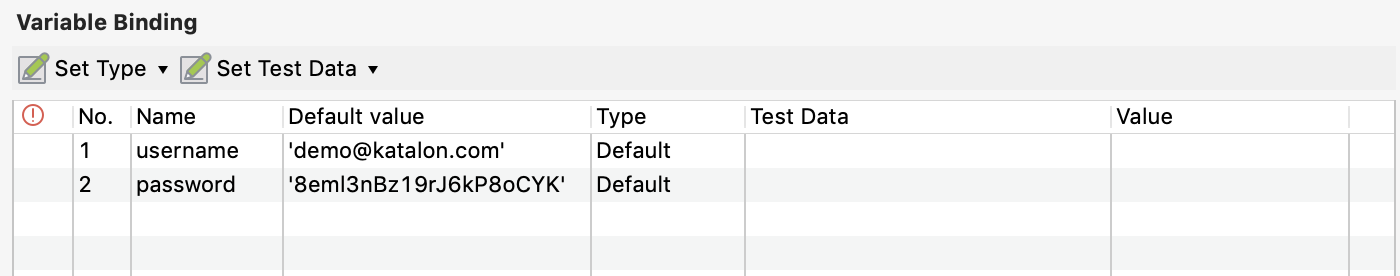 Variable Binding
Set Type Set Test Data
No. Name Default value Type Test Data Value
1 username 'demo@katalon.com' Default
2 password '8eml3nBz19rJ6kP8oCYK' Default